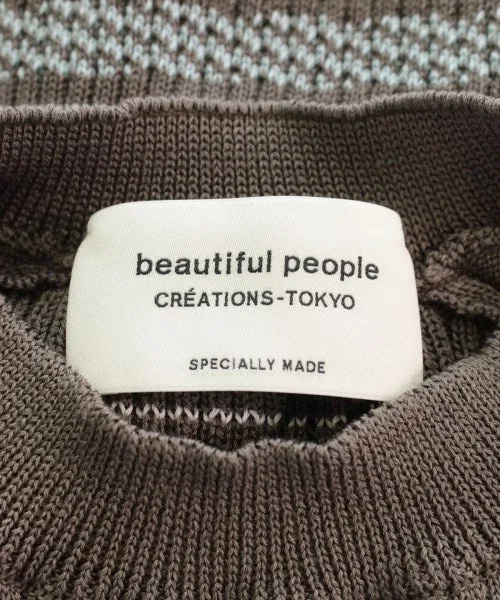 beautiful people
CRÉATIONS-TOKYO
SPECIALLY MADE